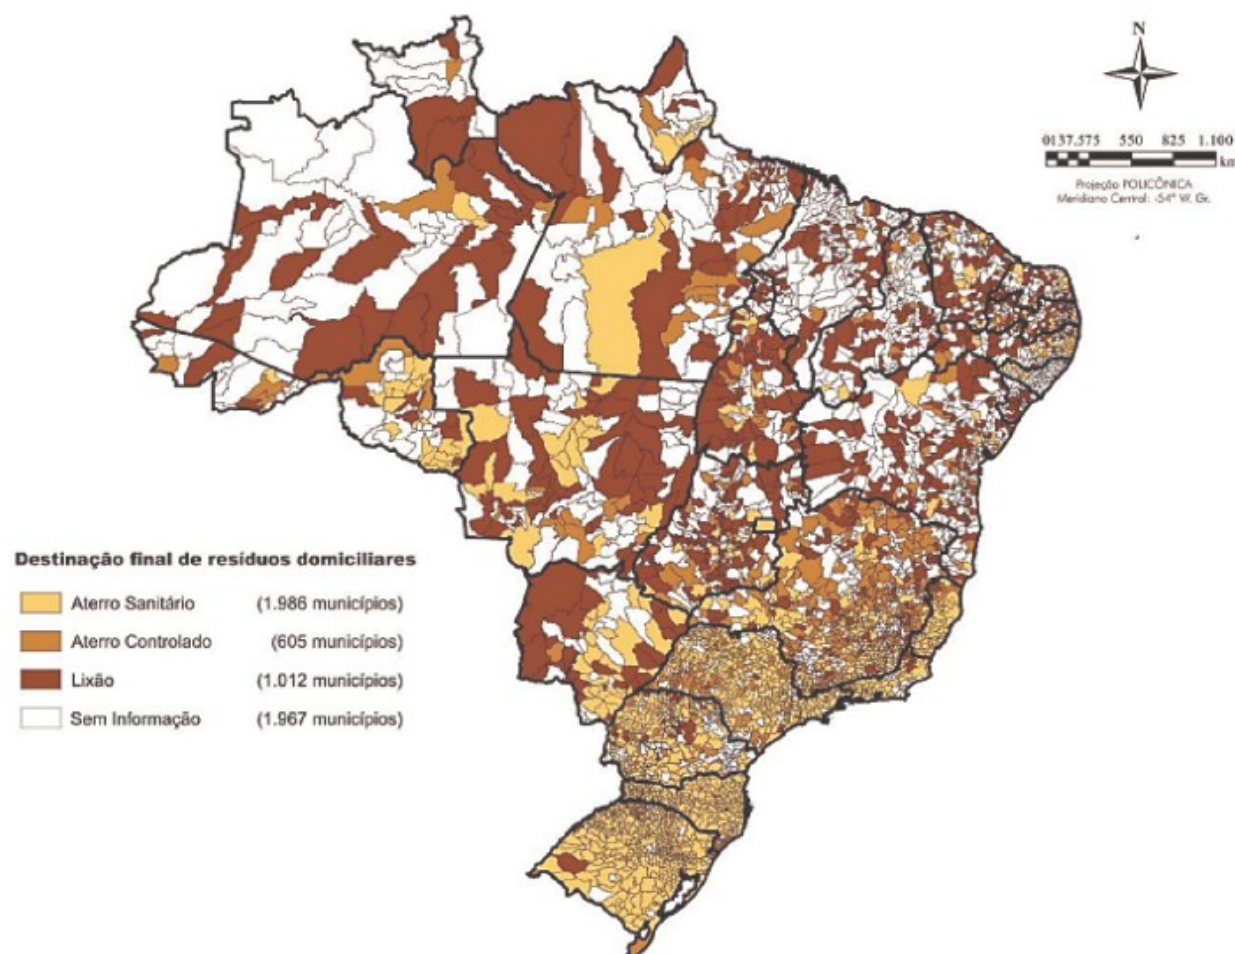 N
0137.575 550 825 1.100
km
Projeção POLICÔNICA
Meridiano Central: -54° W. Gr.
Destinação final de resíduos domiciliares
Aterro Sanitário (1.986 municípios)
Aterro Controlado (605 municípios)
Lixão (1.012 municípios)
Sem Informação (1.967 municípios)